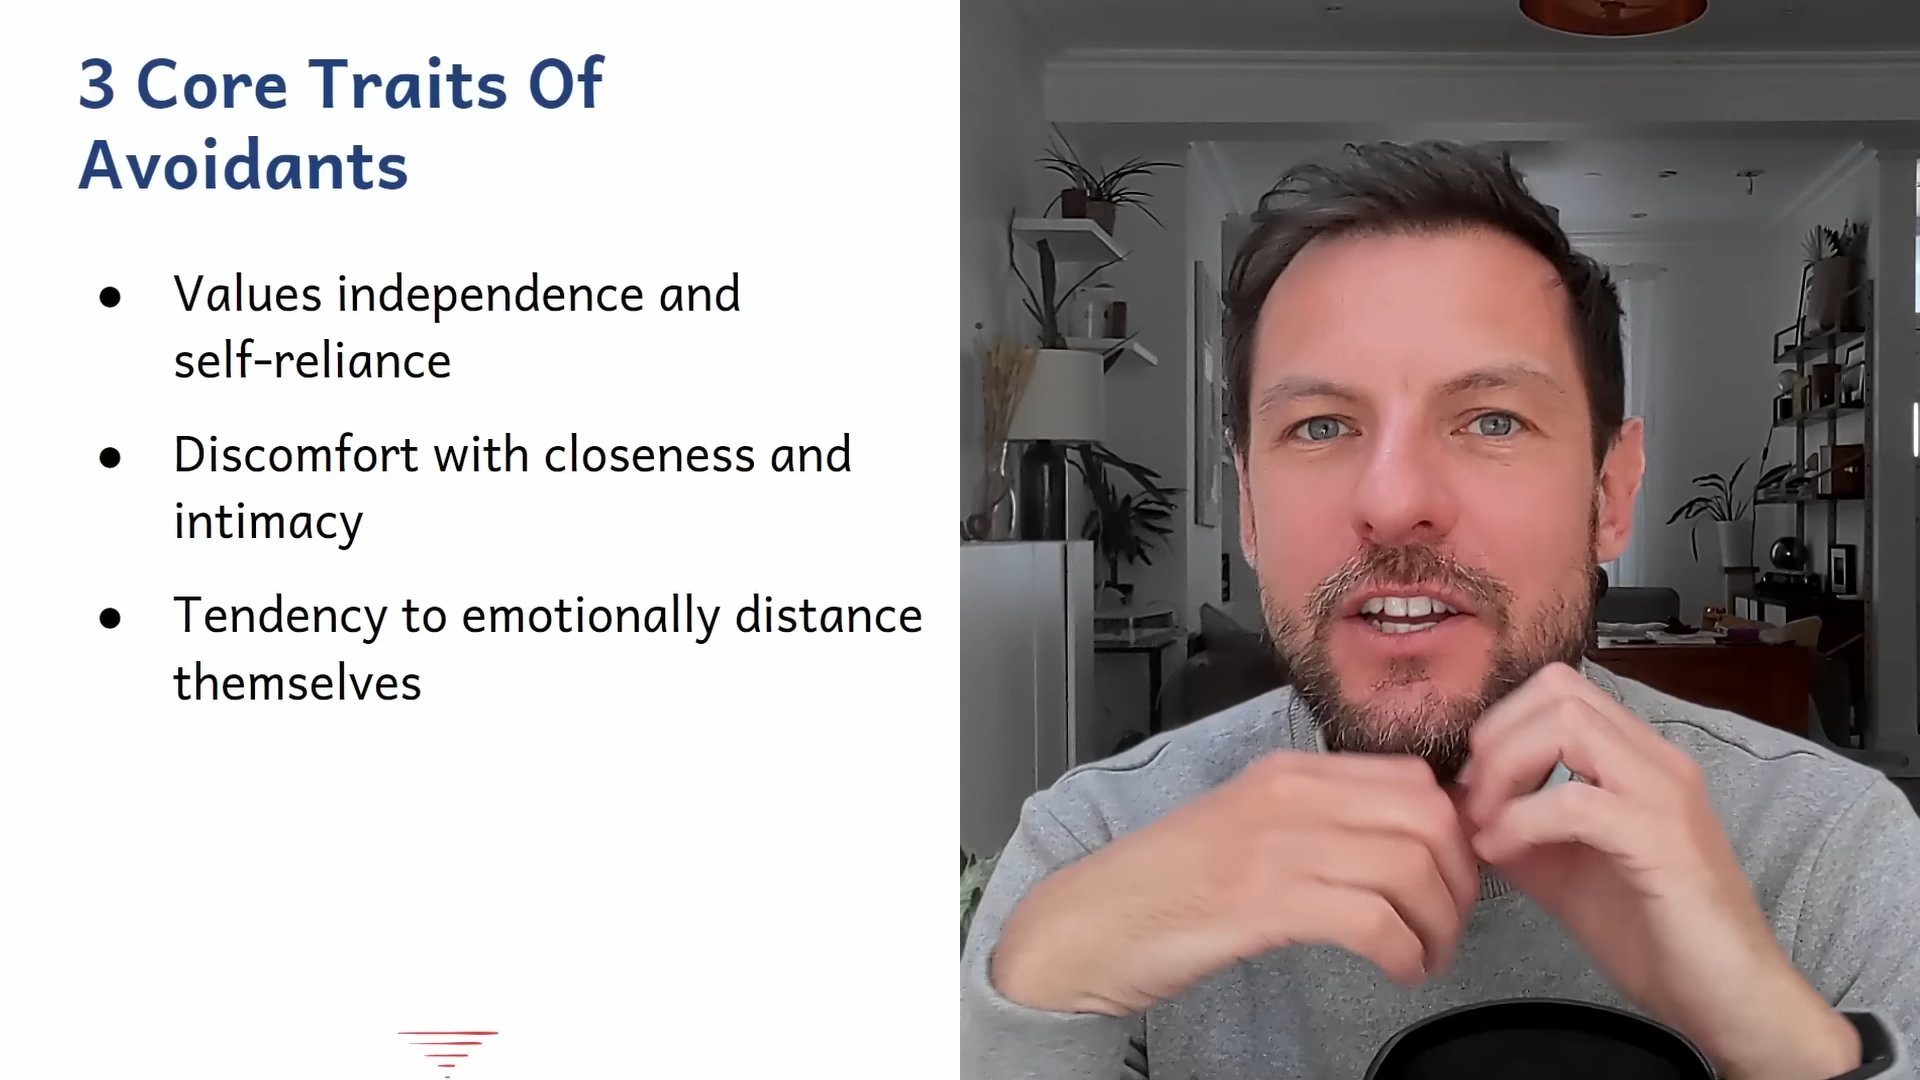 3 Core Traits Of
Avoidants
● Values independence and
self-reliance
● Discomfort with closeness and
intimacy
● Tendency to emotionally distance
themselves